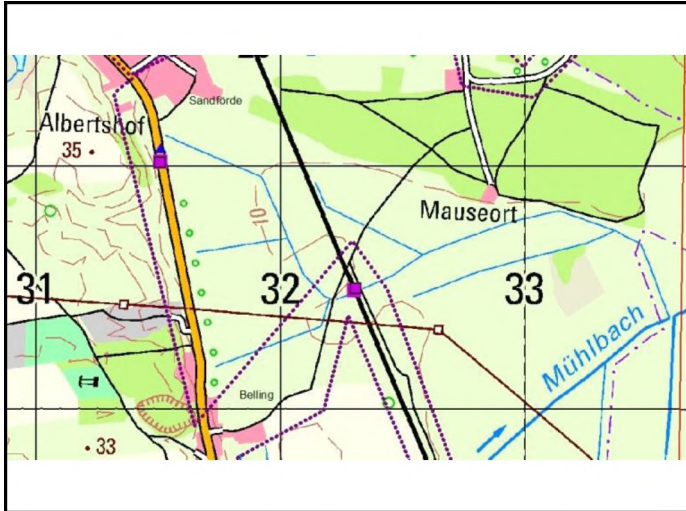 Sandforde
Albertshof
35
Mauseort
10
31
32
33
Mühlbach
Belling
33